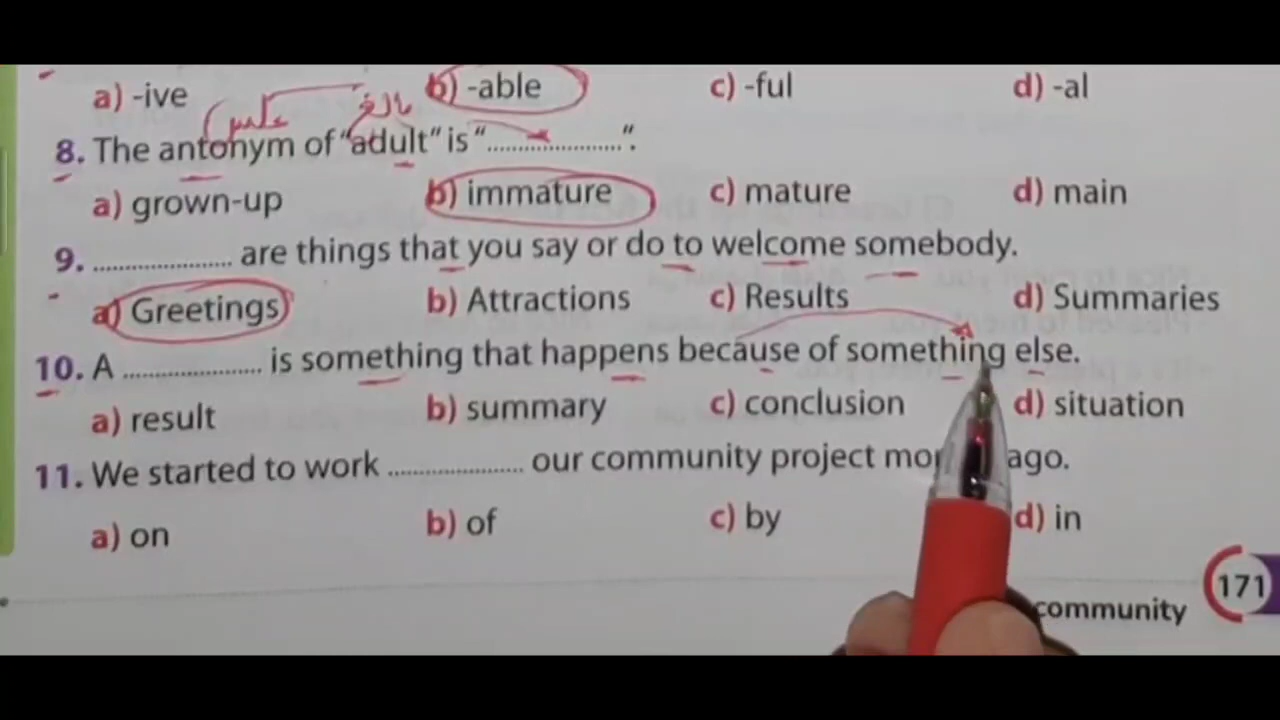 a) -ive b) -able c) -ful d) -al
عكس بالغ
8. The antonym of "adult" is "......................".
a) grown-up b) immature c) mature d) main
9. ...................... are things that you say or do to welcome somebody.
a) Greetings b) Attractions c) Results d) Summaries
10. A ...................... is something that happens because of something else.
a) result b) summary c) conclusion d) situation
11. We started to work ...................... our community project ago.
a) on b) of c) by d) in
community 171